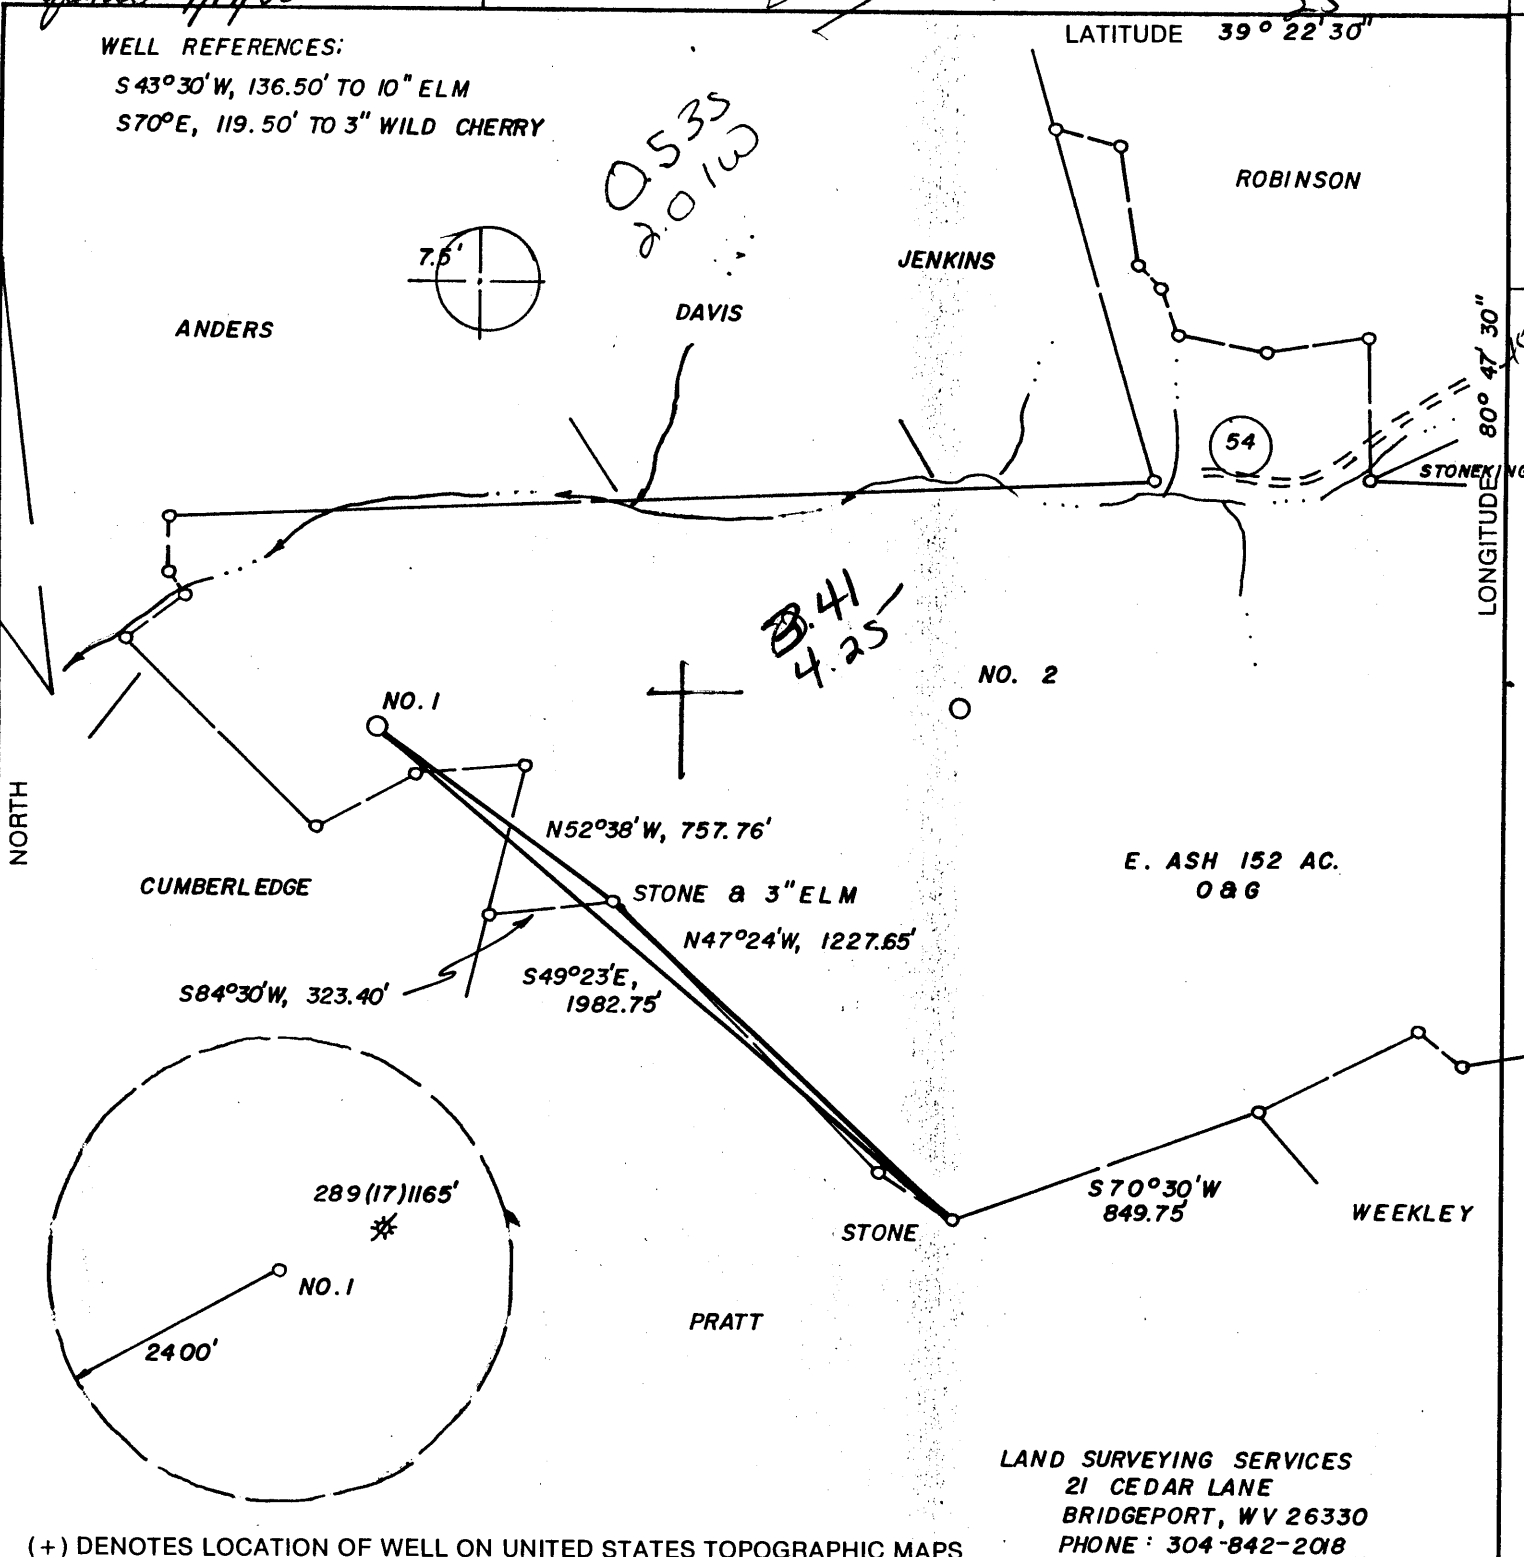 LATITUDE 39° 22' 30"
WELL REFERENCES:
S 43° 30' W, 136.50' TO 10" ELM
S70°E, 119.50' TO 3" WILD CHERRY
0.53S
2.01W
ROBINSON
7.5'
JENKINS
DAVIS
ANDERS
LONGITUDE 80° 47' 30"
54
STONEKING
3.41
4.25
NO. 1
NO. 2
NORTH
N52°38'W, 757.76'
E. ASH 152 AC.
O & G
CUMBERLEDGE
STONE & 3" ELM
N47°24'W, 1227.65'
S49°23'E,
1982.75'
S84°30'W, 323.40'
289(17)1165'
S70°30'W
849.75'
STONE
WEEKLEY
NO. 1
PRATT
2400'
LAND SURVEYING SERVICES
21 CEDAR LANE
BRIDGEPORT, WV 26330
PHONE: 304-842-2018
(+) DENOTES LOCATION OF WELL ON UNITED STATES TOPOGRAPHIC MAPS